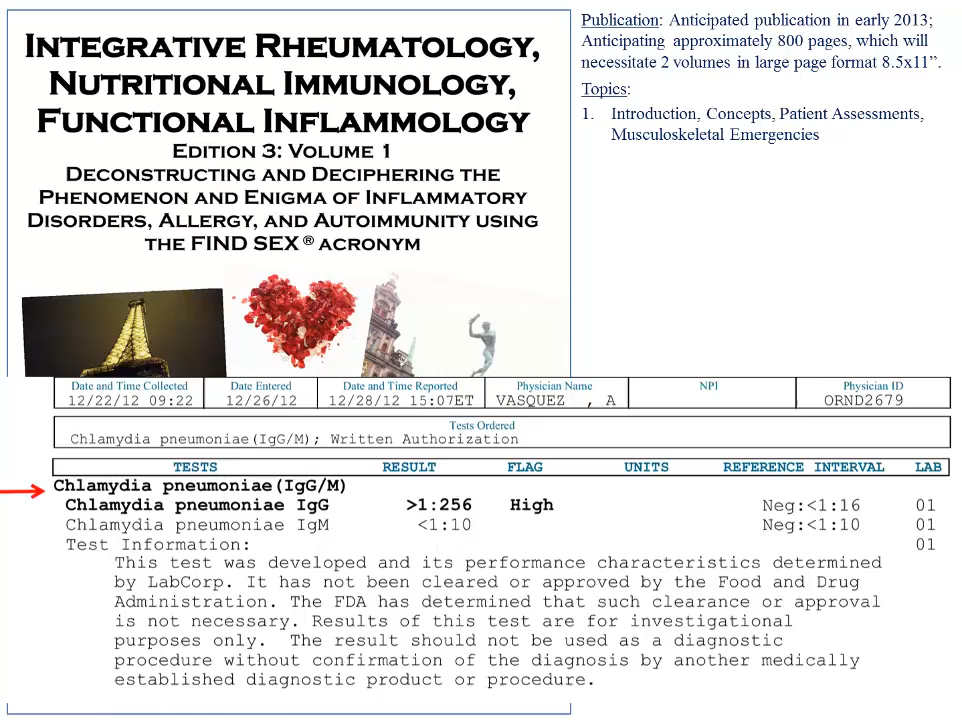 INTEGRATIVE RHEUMATOLOGY,
NUTRITIONAL IMMUNOLOGY,
FUNCTIONAL INFLAMMOLOGY
EDITION 3: VOLUME 1
DECONSTRUCTING AND DECIPHERING THE
PHENOMENON AND ENIGMA OF INFLAMMATORY
DISORDERS, ALLERGY, AND AUTOIMMUNITY USING
THE FIND SEX ® ACRONYM
Publication: Anticipated publication in early 2013;
Anticipating approximately 800 pages, which will
necessitate 2 volumes in large page format 8.5x11”.
Topics:
1. Introduction, Concepts, Patient Assessments,
Musculoskeletal Emergencies
Date and Time Collected Date Entered Date and Time Reported Physician Name NPI Physician ID
12/22/12 09:22 12/26/12 12/28/12 15:07ET VASQUEZ , A ORND2679
Tests Ordered
Chlamydia pneumoniae(IgG/M); Written Authorization
TESTS RESULT FLAG UNITS REFERENCE INTERVAL LAB
Chlamydia pneumoniae(IgG/M)
Chlamydia pneumoniae IgG >1:256 High Neg:<1:16 01
Chlamydia pneumoniae IgM <1:10 Neg:<1:10 01
Test Information: 01
This test was developed and its performance characteristics determined
by LabCorp. It has not been cleared or approved by the Food and Drug
Administration. The FDA has determined that such clearance or approval
is not necessary. Results of this test are for investigational
purposes only. The result should not be used as a diagnostic
procedure without confirmation of the diagnosis by another medically
established diagnostic product or procedure.